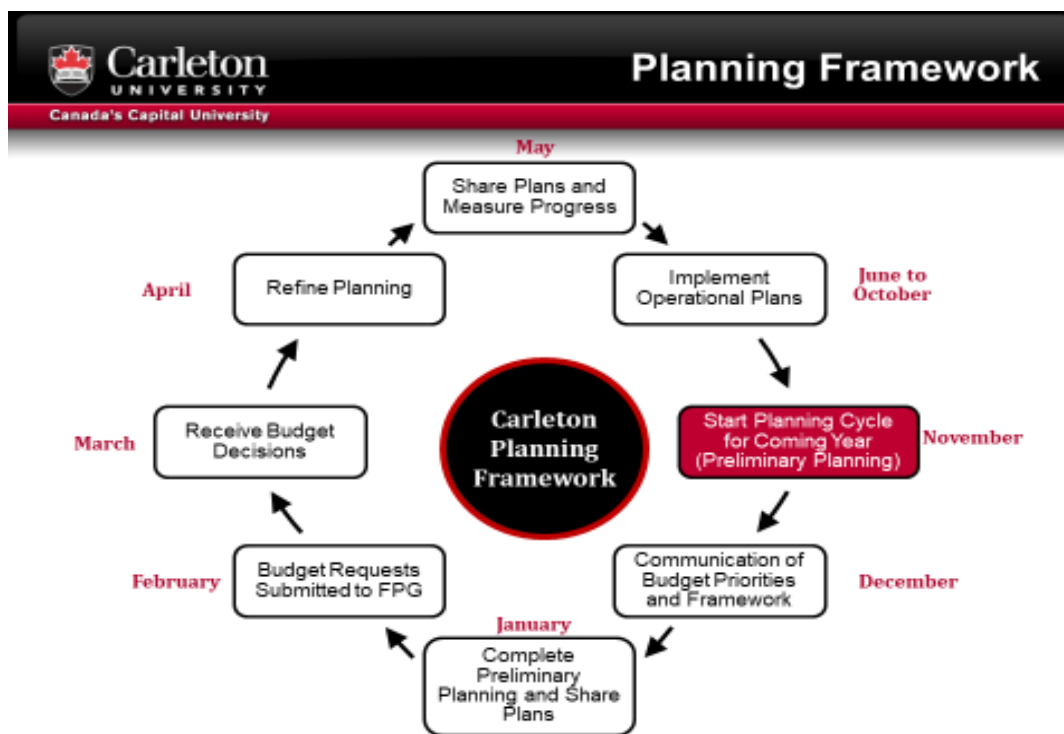 Carleton
UNIVERSITY
Canada's Capital University
Planning Framework
May
Share Plans and
Measure Progress
June to
October
Implement
Operational Plans
November
Start Planning Cycle
for Coming Year
(Preliminary Planning)
December
Communication of
Budget Priorities
and Framework
January
Complete
Preliminary
Planning and Share
Plans
February
Budget Requests
Submitted to FPG
March
Receive Budget
Decisions
April
Refine Planning
Carleton
Planning
Framework